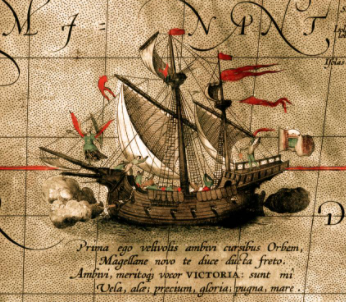 M J = N P N T,
Prima ego velivolis ambivi cursibus Orbem,
Magellane novo te duce ducta freto.
Ambivi, meritoq; vocor VICTORIA: sunt mî
Vela, alæ; precium, gloria; pugna, mare.
D